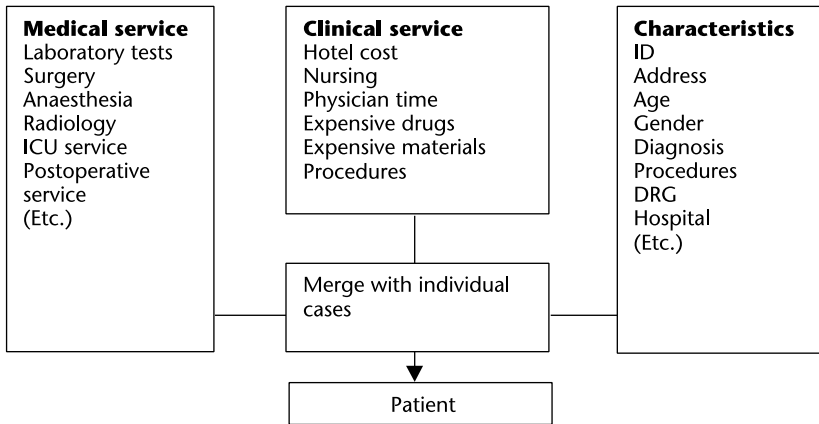 Medical service
Laboratory tests
Surgery
Anaesthesia
Radiology
ICU service
Postoperative
service
(Etc.)
Clinical service
Hotel cost
Nursing
Physician time
Expensive drugs
Expensive materials
Procedures
Characteristics
ID
Address
Age
Gender
Diagnosis
Procedures
DRG
Hospital
(Etc.)
Merge with individual
cases
Patient